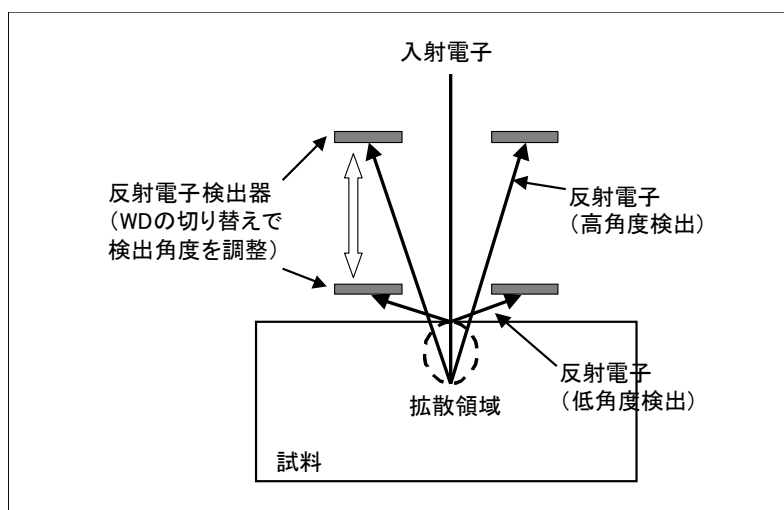 入射電子
反射電子検出器
（WDの切り替えで
検出角度を調整）
反射電子
（高角度検出）
反射電子
（低角度検出）
拡散領域
試料